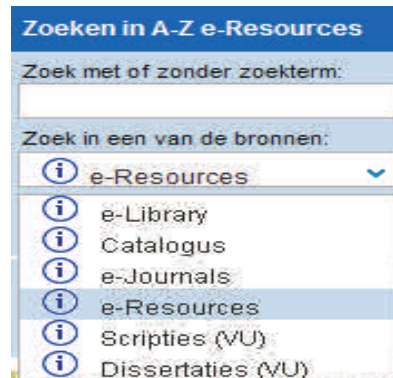 Zoeken in A-Z e-Resources
Zoek met of zonder zoekterm:
Zoek in een van de bronnen:
e-Resources
e-Library
Catalogus
e-Journals
e-Resources
Scripties (VU)
Dissertaties (VU)